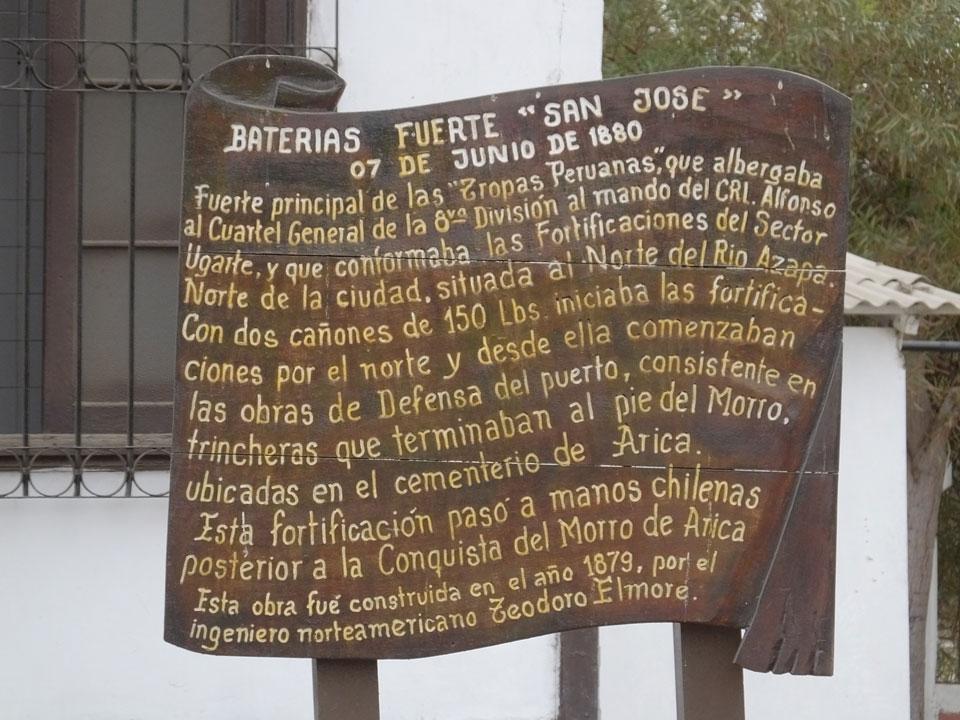 BATERIAS FUERTE "SAN JOSE"
07 DE JUNIO DE 1880
Fuerte principal de las "Tropas Peruanas", que albergaba
al Cuartel General de la 8va División al mando del CRL. Alfonso
Ugarte, y que conformaba las Fortificaciones del Sector
Norte de la ciudad, situada al Norte del Rio Azapa.
Con dos cañones de 150 Lbs. iniciaba las fortifica-
ciones por el norte y desde ella comenzaban
las obras de Defensa del puerto, consistente en
trincheras que terminaban al pie del Morro,
ubicadas en el cementerio de Arica.
Esta fortificación pasó a manos chilenas
posterior a la Conquista del Morro de Arica
Esta obra fué construida en el año 1879, por el
ingeniero norteamericano Teodoro Elmore.